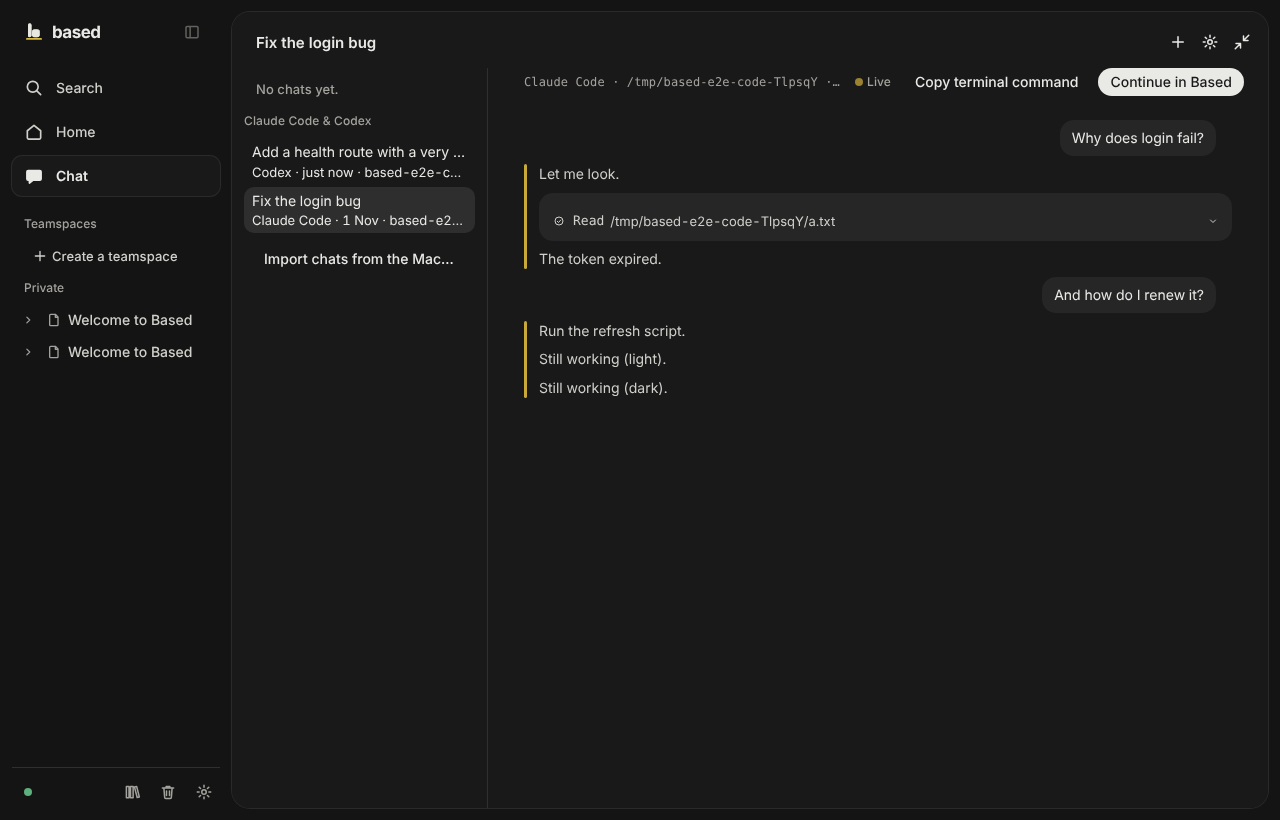 based
Search
Home
Chat
Teamspaces
Create a teamspace
Private
Welcome to Based
Welcome to Based
Fix the login bug
No chats yet.
Claude Code & Codex
Add a health route with a very ...
Codex · just now · based-e2e-c...
Fix the login bug
Claude Code · 1 Nov · based-e2...
Import chats from the Mac...
Claude Code · /tmp/based-e2e-code-TlpsqY ·…
Live
Copy terminal command
Continue in Based
Why does login fail?
Let me look.
Read /tmp/based-e2e-code-TlpsqY/a.txt
The token expired.
And how do I renew it?
Run the refresh script.
Still working (light).
Still working (dark).